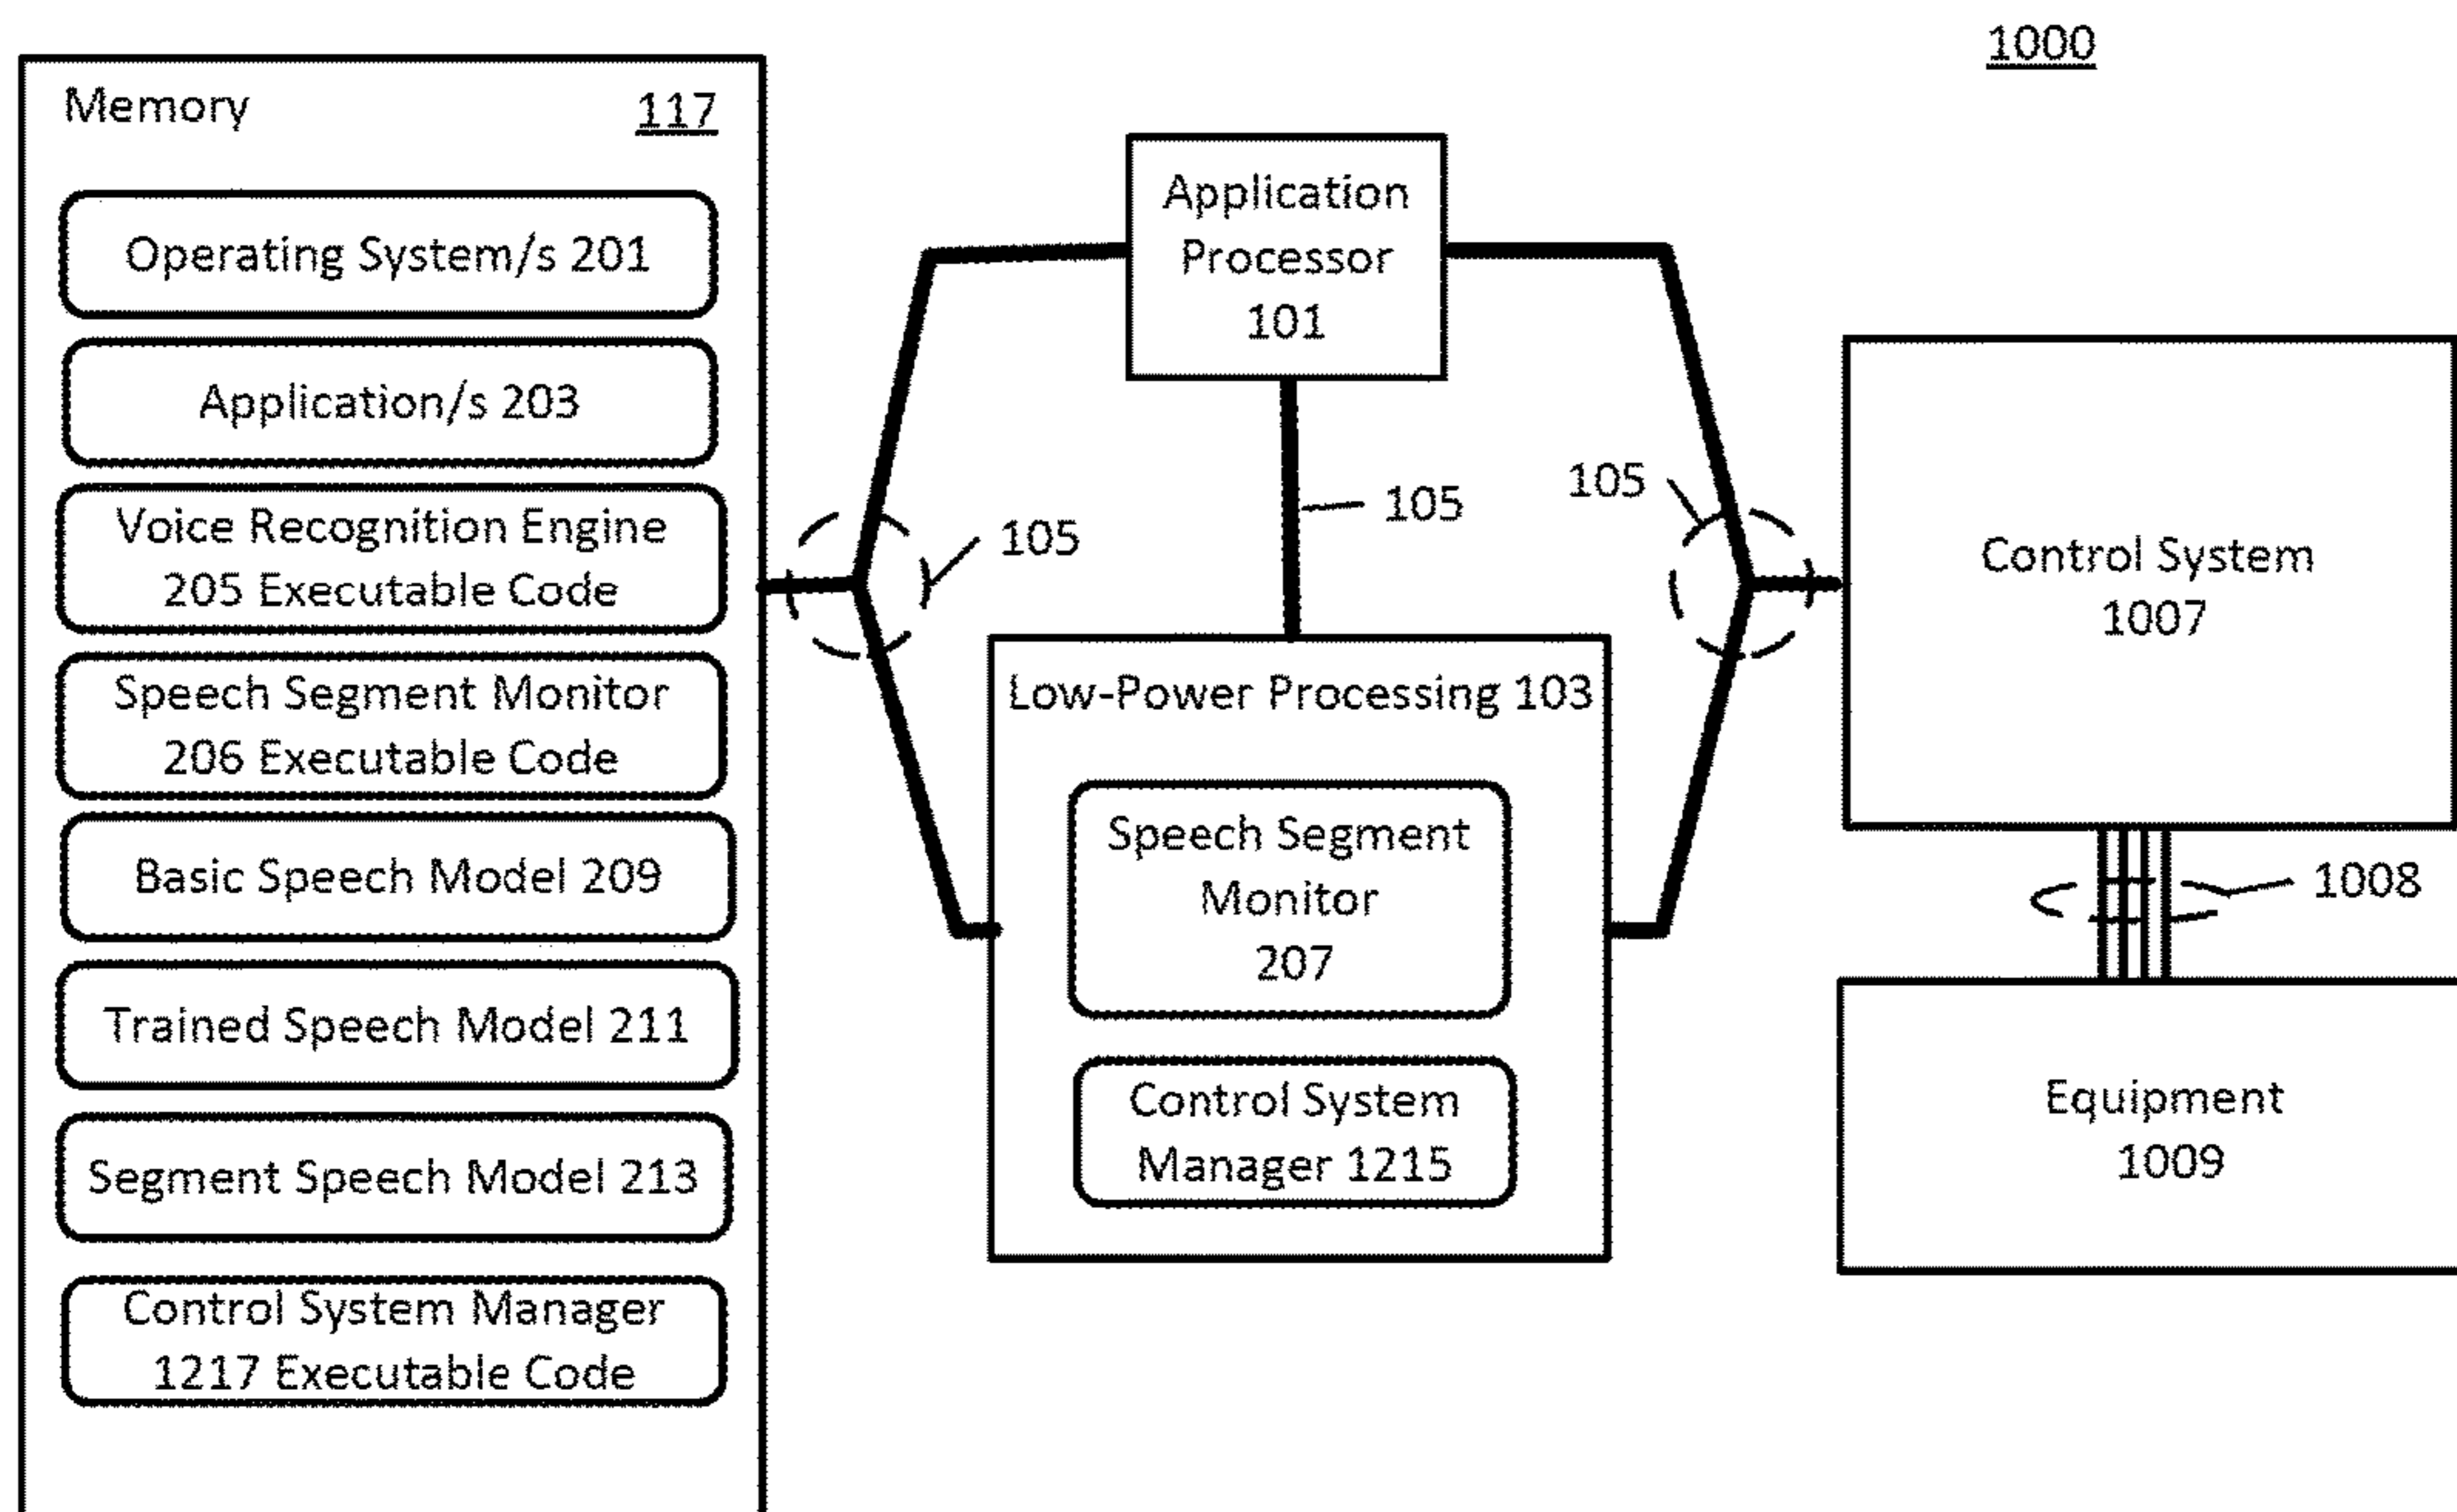 1000
Memory 117
Operating System/s 201
Application/s 203
Voice Recognition Engine
205 Executable Code
Speech Segment Monitor
206 Executable Code
Basic Speech Model 209
Trained Speech Model 211
Segment Speech Model 213
Control System Manager
1217 Executable Code
105
Application
Processor
101
105
Low-Power Processing 103
Speech Segment
Monitor
207
Control System
Manager 1215
105
Control System
1007
1008
Equipment
1009